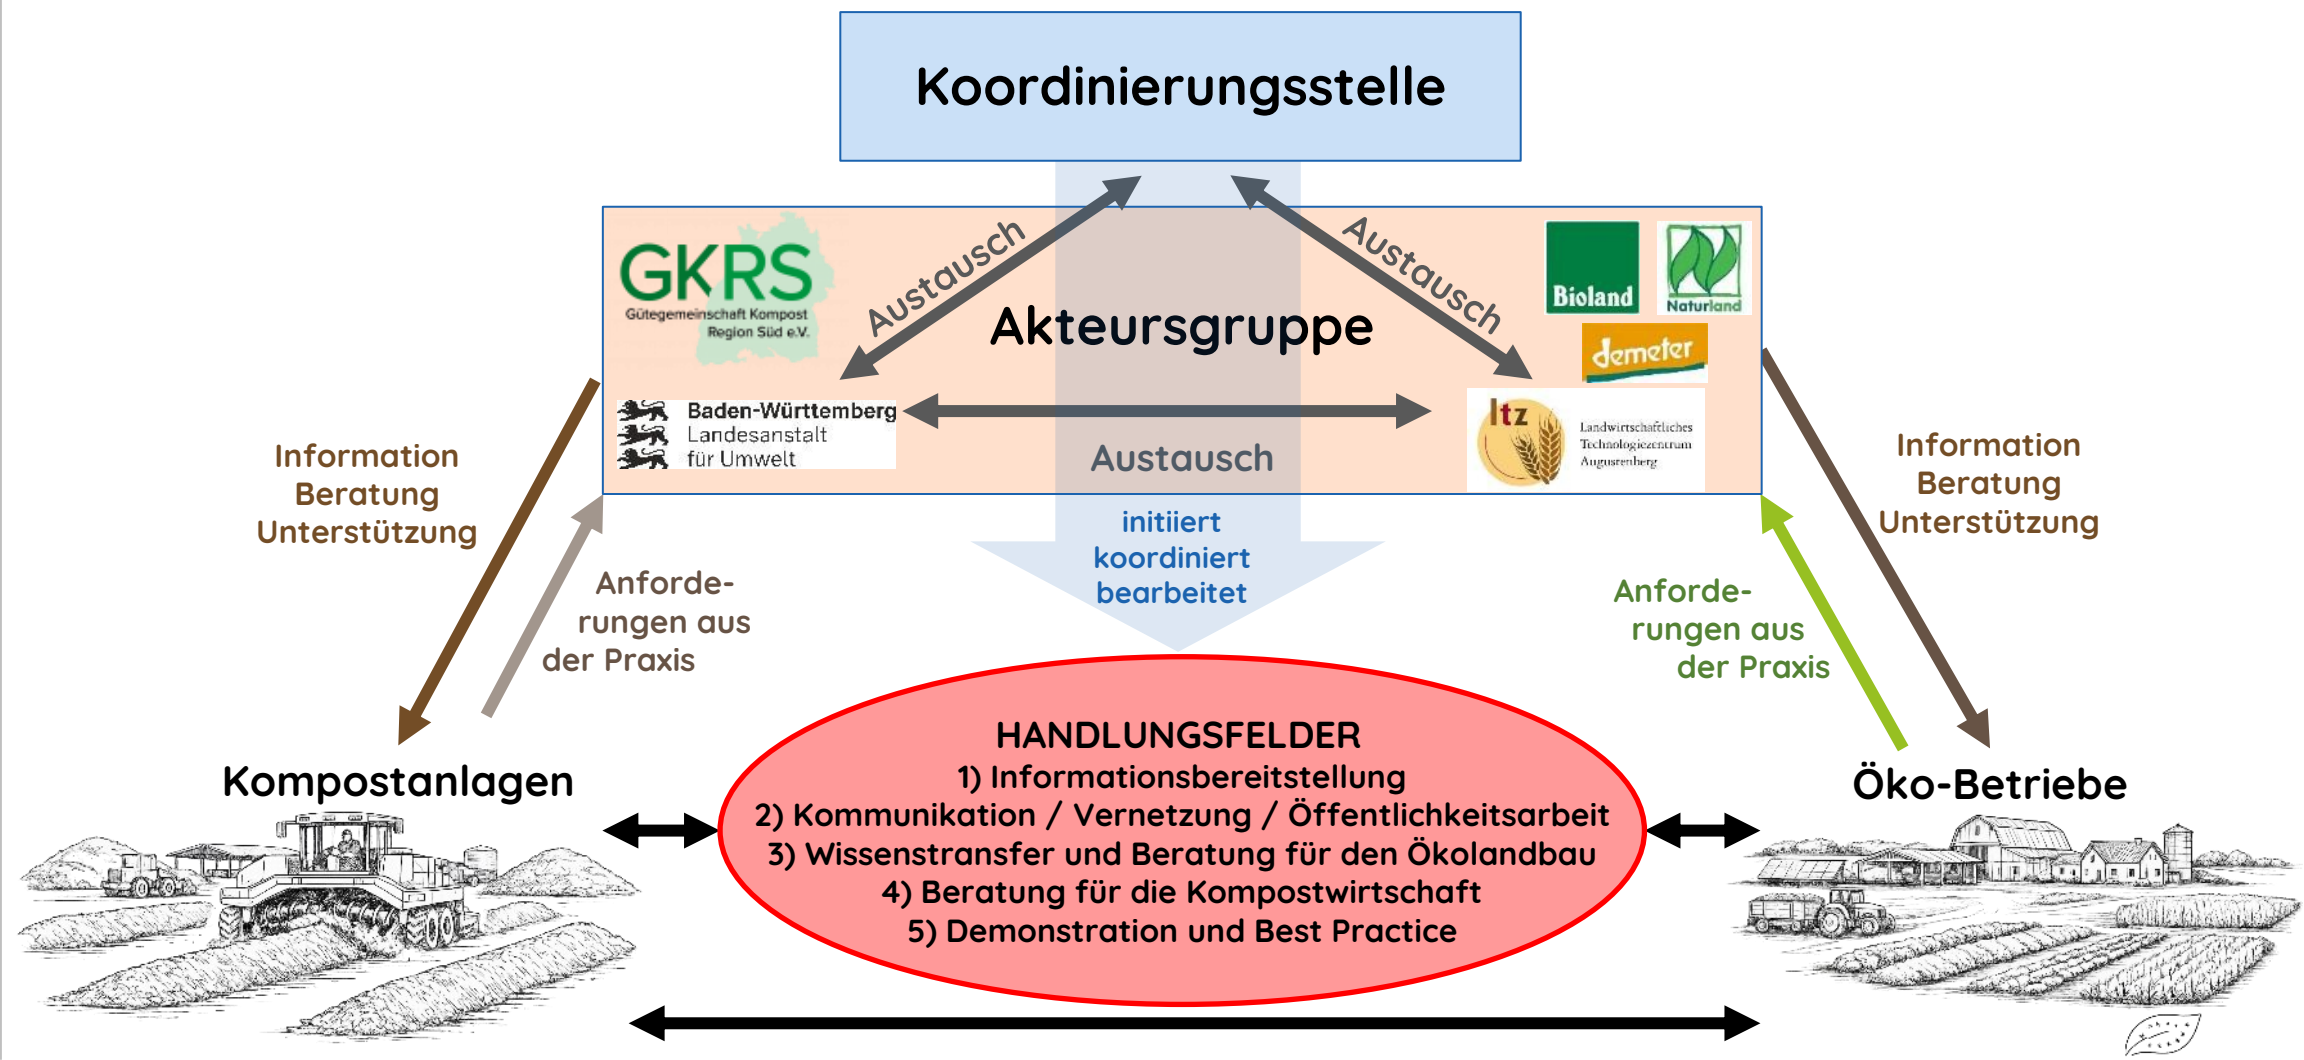 Koordinierungsstelle
GKRS
Gütegemeinschaft Kompost
Region Süd e.V.
Austausch
Austausch
Bioland
Naturland
demeter
Akteursgruppe
Baden-Württemberg
Landesanstalt
für Umwelt
Austausch
ltz
Landwirtschaftliches
Technologiezentrum
Augustenberg
Information
Beratung
Unterstützung
Information
Beratung
Unterstützung
initiiert
koordiniert
bearbeitet
Anforde-
rungen aus
der Praxis
Anforde-
rungen aus
der Praxis
Kompostanlagen
HANDLUNGSFELDER
1) Informationsbereitstellung
2) Kommunikation / Vernetzung / Öffentlichkeitsarbeit
3) Wissenstransfer und Beratung für den Ökolandbau
4) Beratung für die Kompostwirtschaft
5) Demonstration und Best Practice
Öko-Betriebe